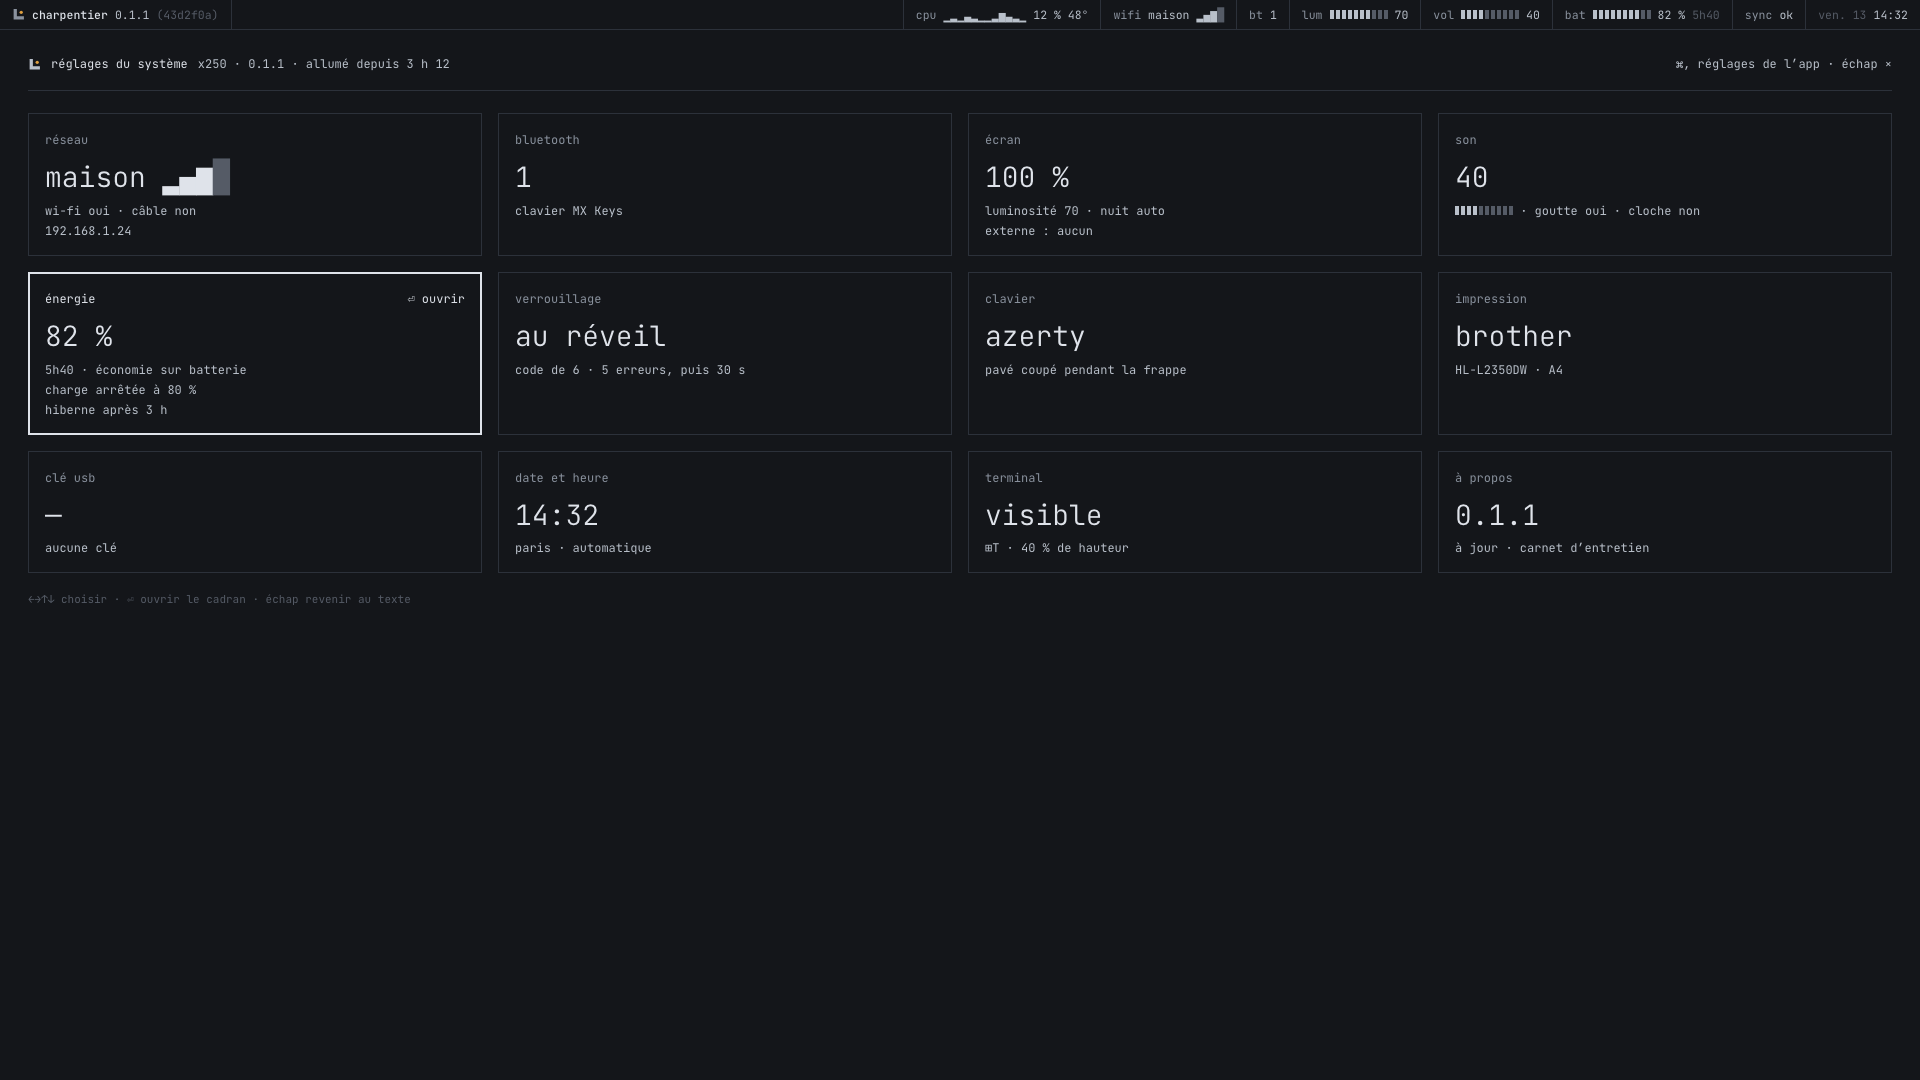 charpentier 0.1.1 (43d2f0a) cpu 12 % 48° wifi maison bt 1 lum 70 vol 40 bat 82 % 5h40 sync ok ven. 13 14:32
réglages du système x250 · 0.1.1 · allumé depuis 3 h 12 ⌘, réglages de l’app · échap ×
réseau
maison
wi-fi oui · câble non
192.168.1.24
bluetooth
1
clavier MX Keys
écran
100 %
luminosité 70 · nuit auto
externe : aucun
son
40
· goutte oui · cloche non
énergie ⏎ ouvrir
82 %
5h40 · économie sur batterie
charge arrêtée à 80 %
hiberne après 3 h
verrouillage
au réveil
code de 6 · 5 erreurs, puis 30 s
clavier
azerty
pavé coupé pendant la frappe
impression
brother
HL-L2350DW · A4
clé usb
—
aucune clé
date et heure
14:32
paris · automatique
terminal
visible
⊞T · 40 % de hauteur
à propos
0.1.1
à jour · carnet d’entretien
↔↑↓ choisir · ⏎ ouvrir le cadran · échap revenir au texte